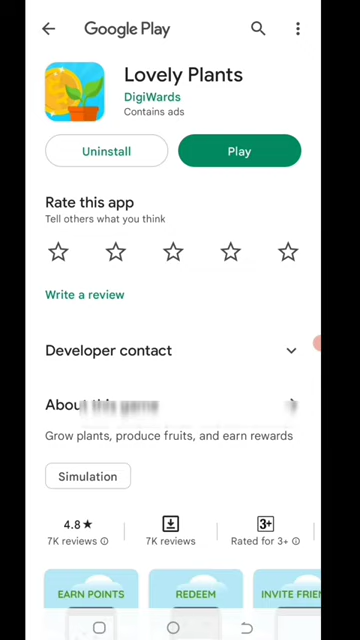 Google Play
Lovely Plants
DigiWards
Contains ads
Uninstall
Play
Rate this app
Tell others what you think
Write a review
Developer contact
About this game
Grow plants, produce fruits, and earn rewards
Simulation
4.8★
7K reviews
7K reviews
3+
Rated for 3+
EARN POINTS
REDEEM
INVITE FRIEN